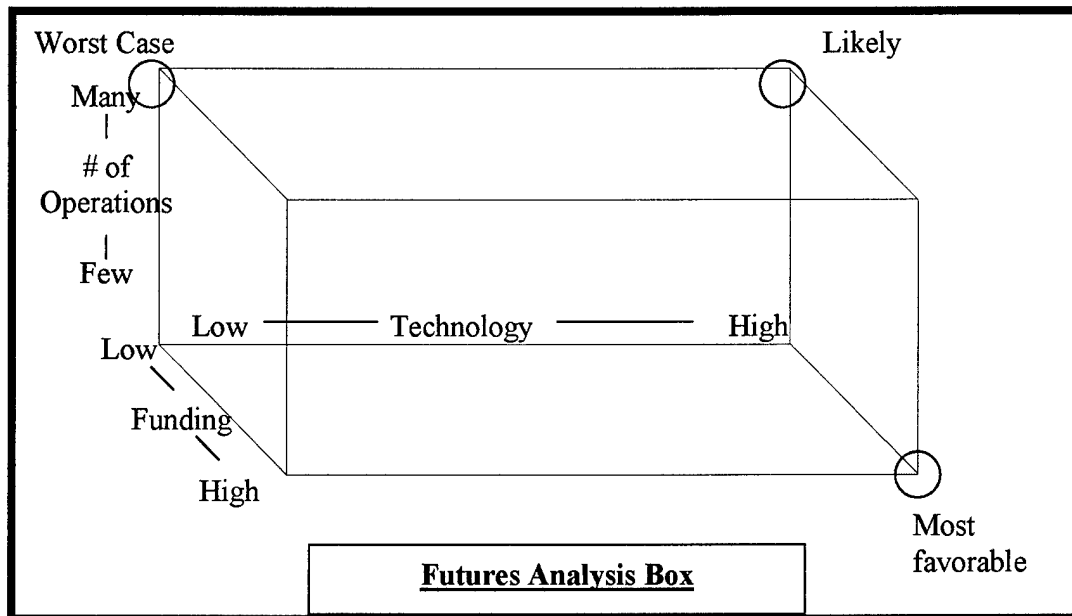 Worst Case
Likely
Many
# of
Operations
Few
Low
Technology
High
Low
Funding
High
Most
favorable
Futures Analysis Box